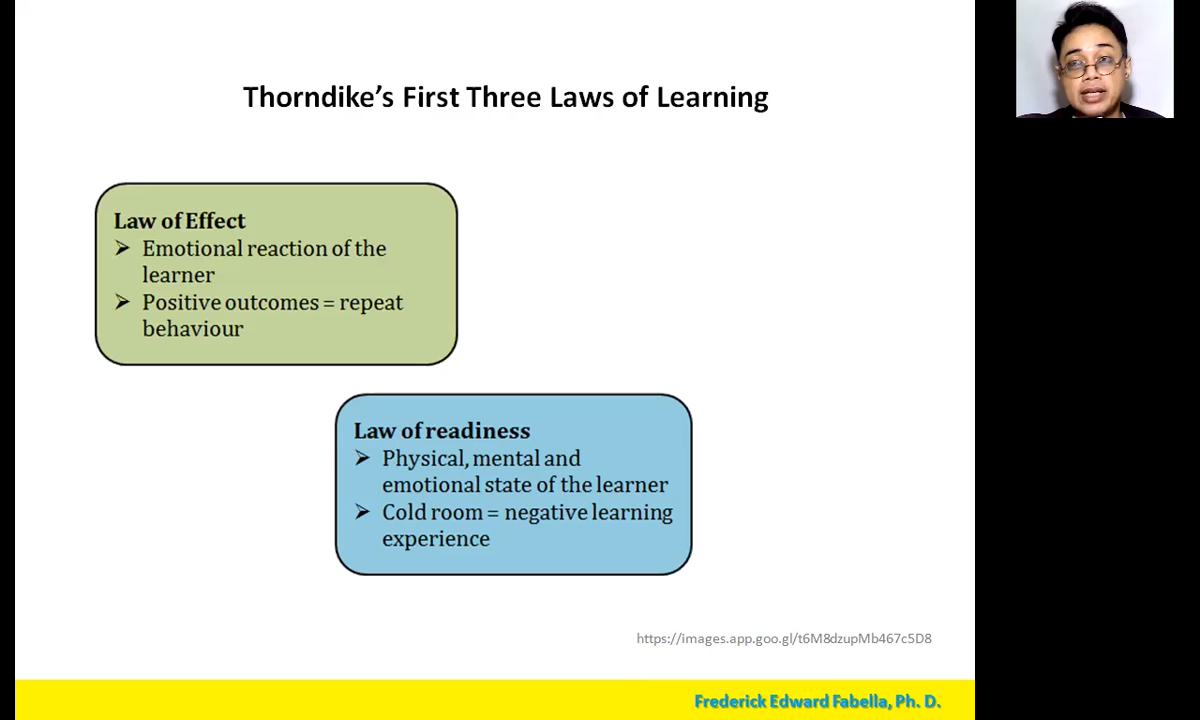 Thorndike’s First Three Laws of Learning
Law of Effect
➢ Emotional reaction of the
learner
➢ Positive outcomes = repeat
behaviour
Law of readiness
➢ Physical, mental and
emotional state of the learner
➢ Cold room = negative learning
experience
https://images.app.goo.gl/t6M8dzupMb467c5D8
Frederick Edward Fabella, Ph. D.